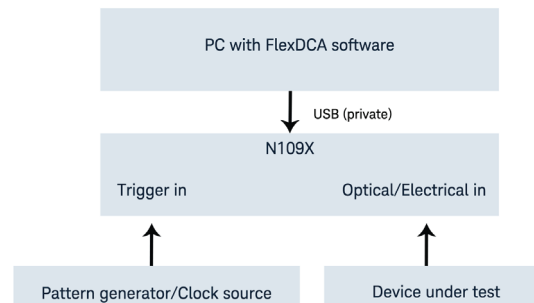 PC with FlexDCA software
USB (private)
N109X
Trigger in
Optical/Electrical in
Pattern generator/Clock source
Device under test